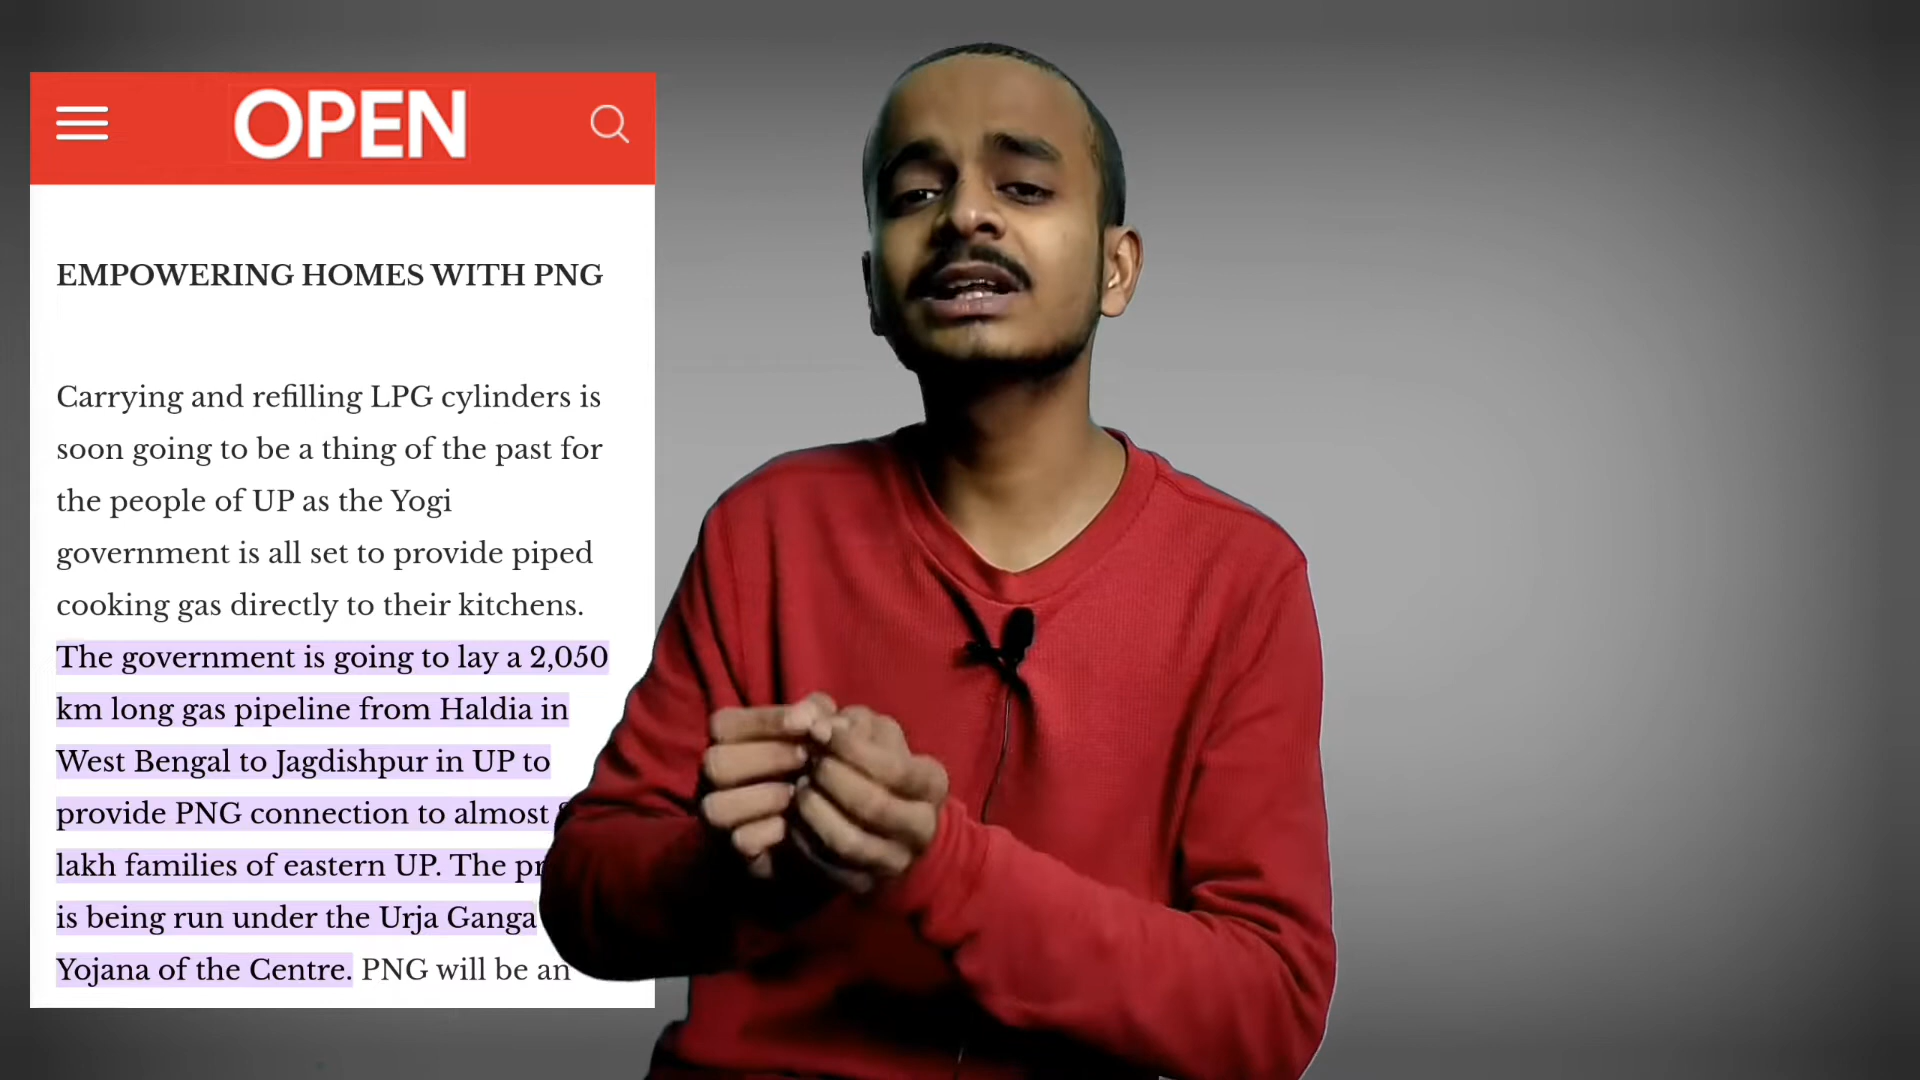 OPEN
EMPOWERING HOMES WITH PNG
Carrying and refilling LPG cylinders is
soon going to be a thing of the past for
the people of UP as the Yogi
government is all set to provide piped
cooking gas directly to their kitchens.
The government is going to lay a 2,050
km long gas pipeline from Haldia in
West Bengal to Jagdishpur in UP to
provide PNG connection to almost
lakh families of eastern UP. The
is being run under the Urja Ganga
Yojana of the Centre. PNG will be an